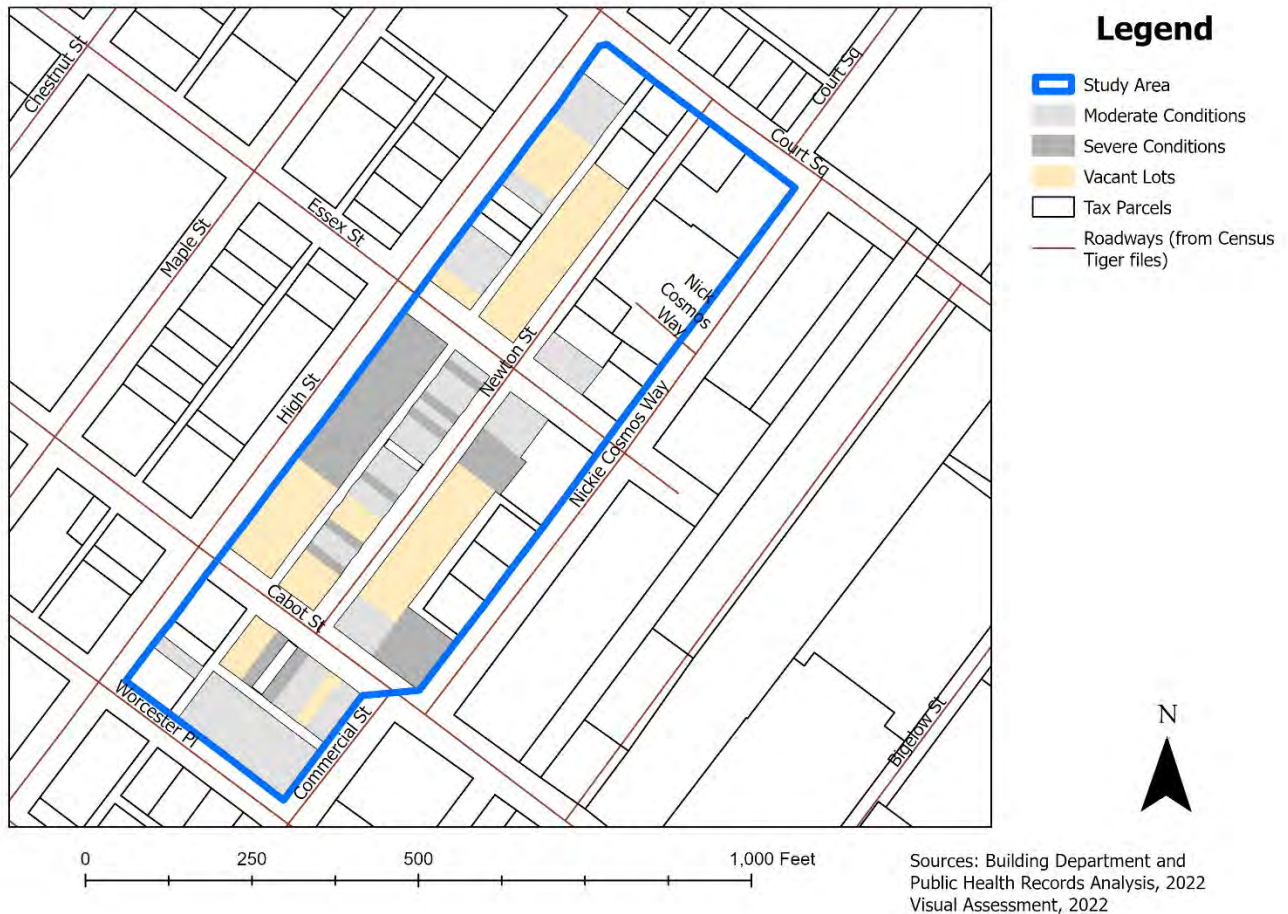 Legend
Study Area
Moderate Conditions
Severe Conditions
Vacant Lots
Tax Parcels
Roadways (from Census
Tiger files)
Chestnut St
Court Sq
Court Sq
Essex St
Maple St
Nick
Cosmos
Way
High St
Newton St
Nickie Cosmos Way
Cabot St
Worcester Pl
Commercial St
Bigelow St
N
0 250 500 1,000 Feet
Sources: Building Department and
Public Health Records Analysis, 2022
Visual Assessment, 2022